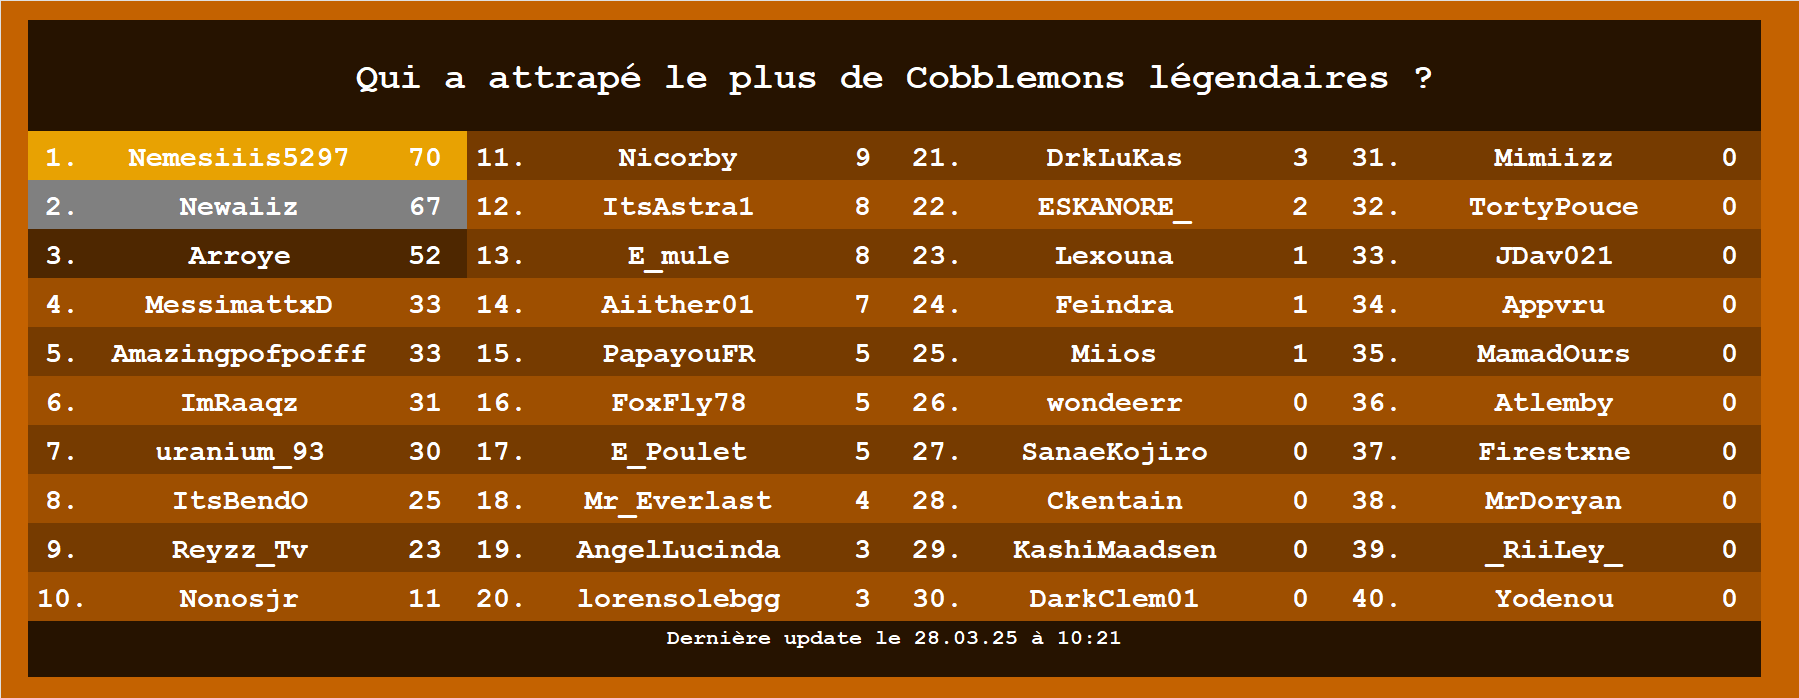 Qui a attrapé le plus de Cobblemons légendaires ?
1. Nemesiiis5297 70
2. Newaiiz 67
3. Arroye 52
4. MessimattxD 33
5. Amazingpofpofff 33
6. ImRaaqz 31
7. uranium_93 30
8. ItsBendO 25
9. Reyzz_Tv 23
10. Nonosjr 11
11. Nicorby 9
12. ItsAstra1 8
13. E_mule 8
14. Aiither01 7
15. PapayouFR 5
16. FoxFly78 5
17. E_Poulet 5
18. Mr_Everlast 4
19. AngelLucinda 3
20. lorensolebgg 3
21. DrkLuKas 3
22. ESKANORE_ 2
23. Lexouna 1
24. Feindra 1
25. Miios 1
26. wondeerr 0
27. SanaeKojiro 0
28. Ckentain 0
29. KashiMaadsen 0
30. DarkClem01 0
31. Mimiizz 0
32. TortyPouce 0
33. JDav021 0
34. Appvru 0
35. MamadOurs 0
36. Atlemby 0
37. Firestxne 0
38. MrDoryan 0
39. _RiiLey_ 0
40. Yodenou 0
Dernière update le 28.03.25 à 10:21